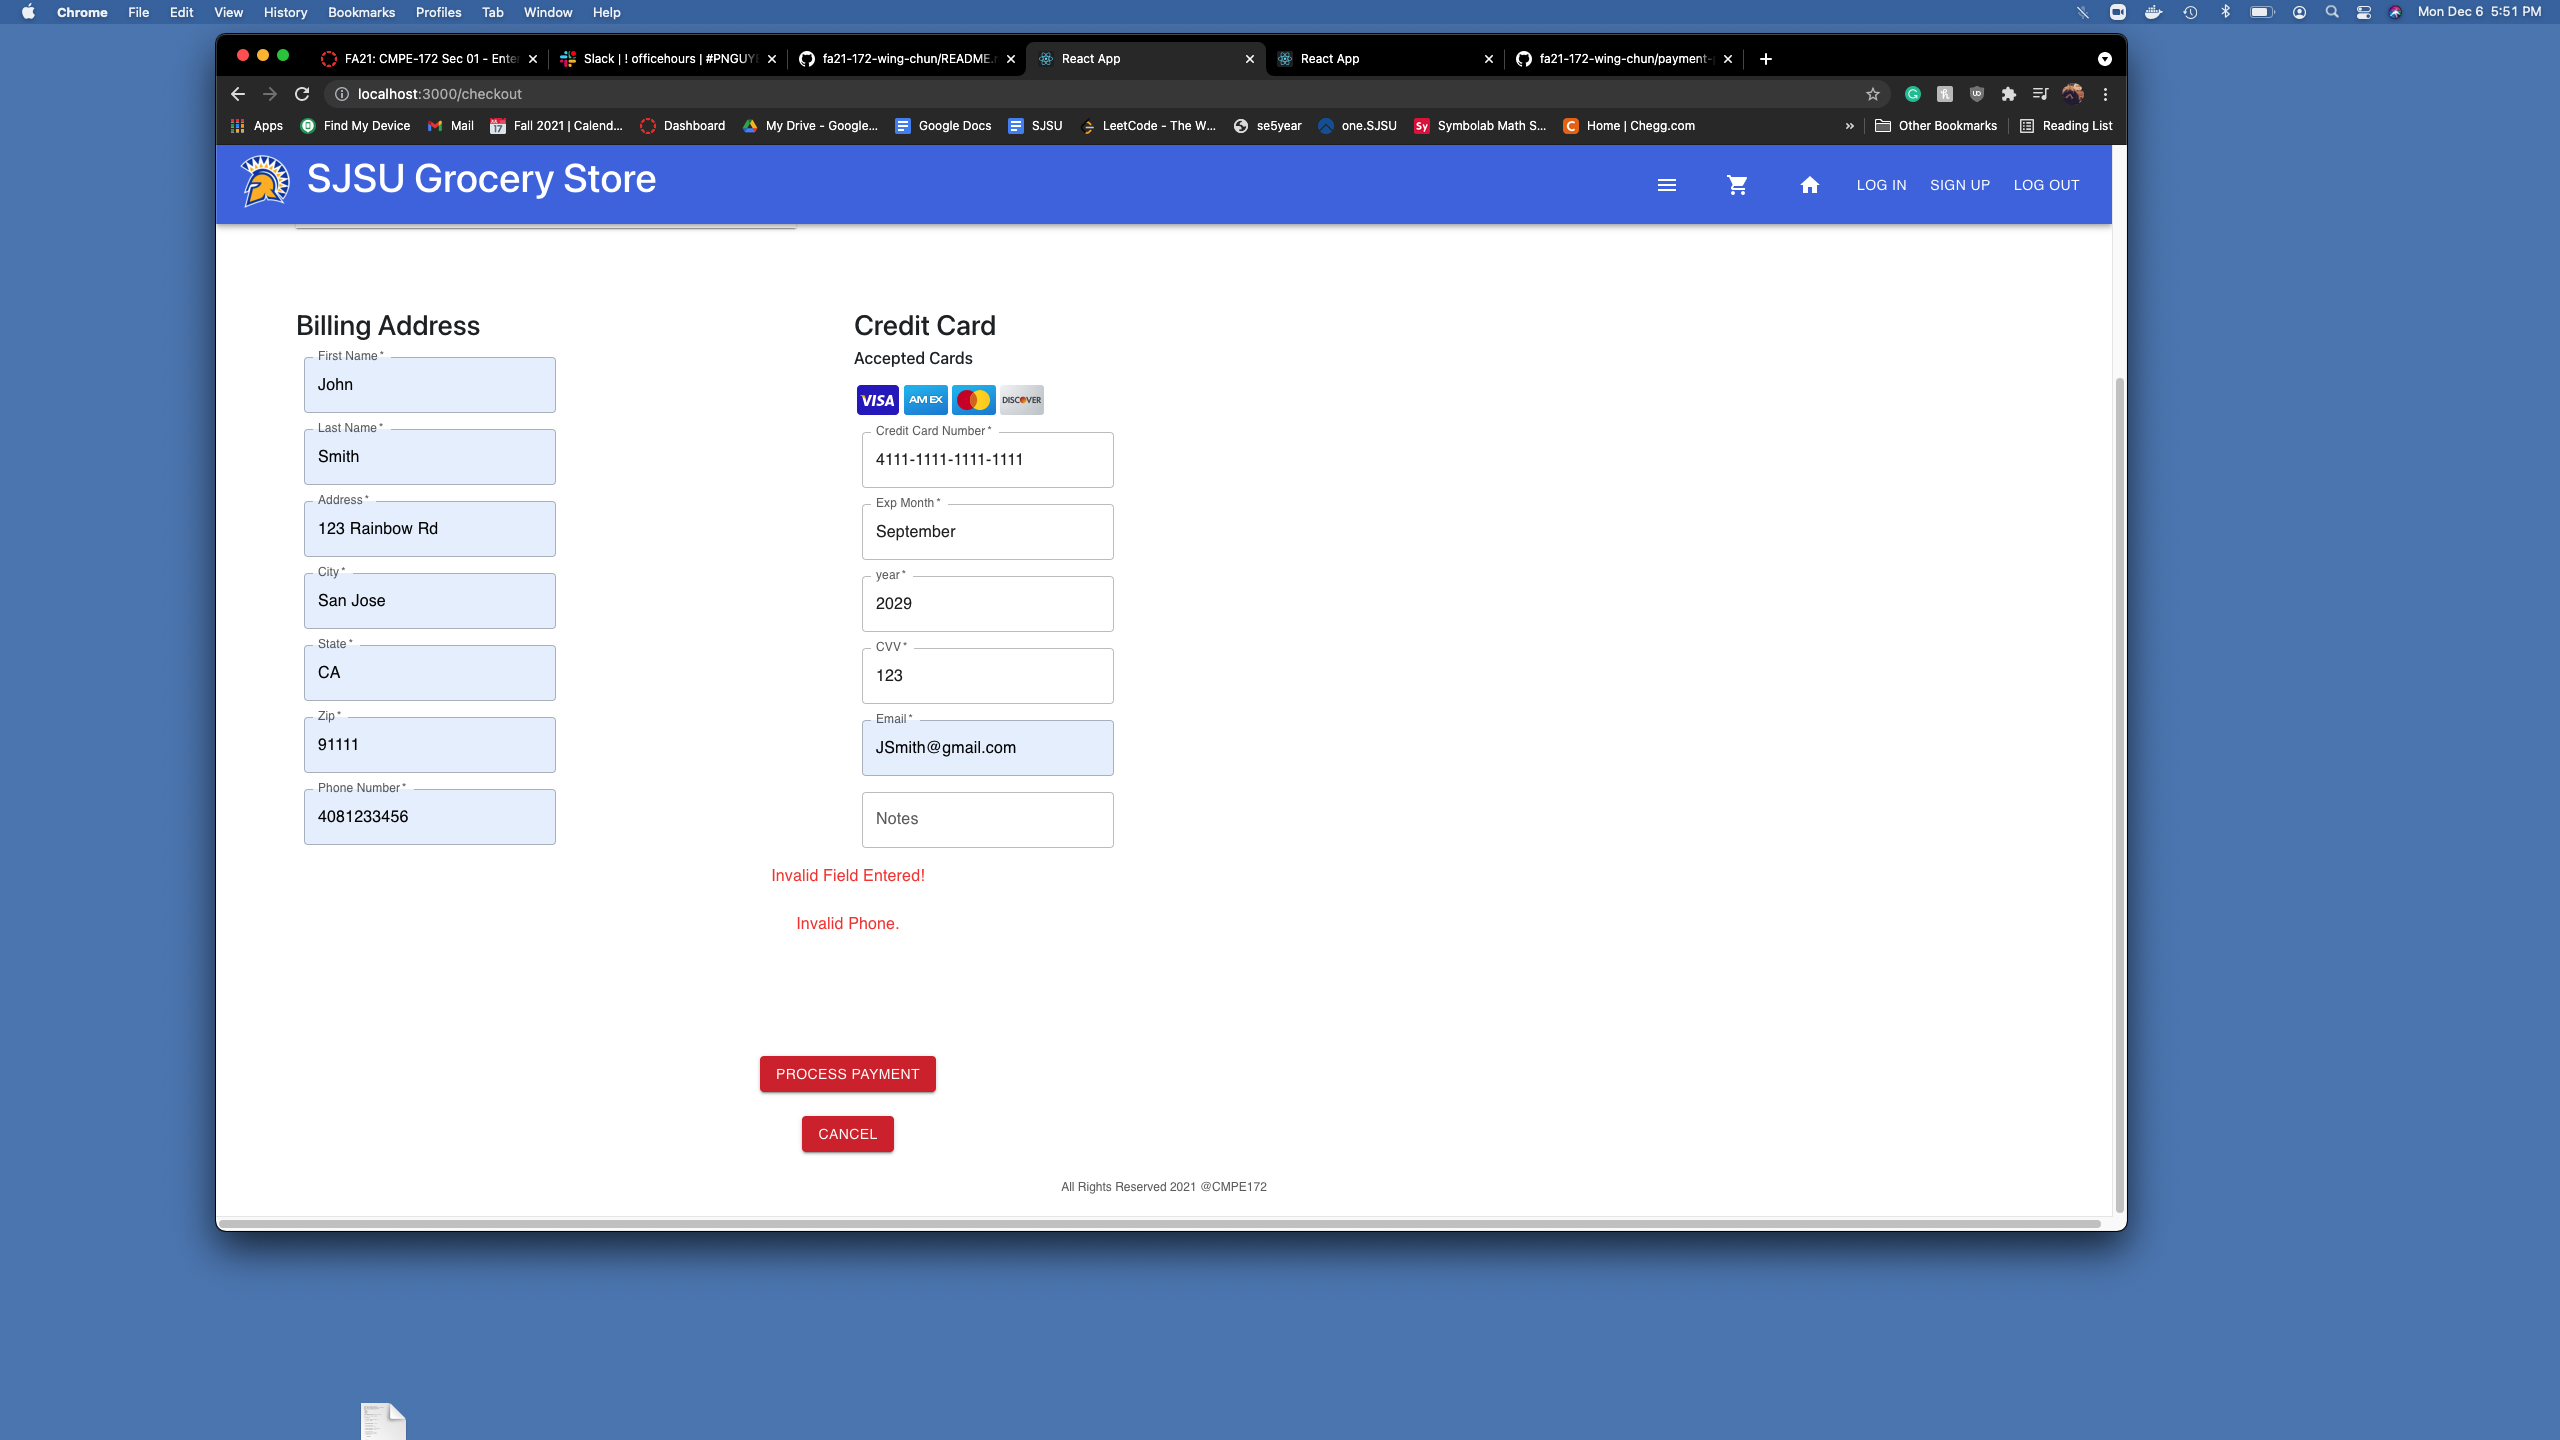 Chrome File Edit View History Bookmarks Profiles Tab Window Help
Mon Dec 6 5:51 PM
FA21: CMPE-172 Sec 01 - Enter
Slack | ! officehours | #PNGUYE
fa21-172-wing-chun/README.m
React App
React App
fa21-172-wing-chun/payment-p
localhost:3000/checkout
Apps
Find My Device
Mail
Fall 2021 | Calend...
Dashboard
My Drive - Google...
Google Docs
SJSU
LeetCode - The W...
se5year
one.SJSU
Sy
Symbolab Math S...
Home | Chegg.com
»
Other Bookmarks
Reading List
SJSU Grocery Store
LOG IN
SIGN UP
LOG OUT
Billing Address
First Name *
John
Last Name *
Smith
Address *
123 Rainbow Rd
City *
San Jose
State *
CA
Zip *
91111
Phone Number *
4081233456
Credit Card
Accepted Cards
VISA AMEX DISCOVER
Credit Card Number *
4111-1111-1111-1111
Exp Month *
September
year *
2029
CVV *
123
Email *
JSmith@gmail.com
Notes
Invalid Field Entered!
Invalid Phone.
PROCESS PAYMENT
CANCEL
All Rights Reserved 2021 @CMPE172